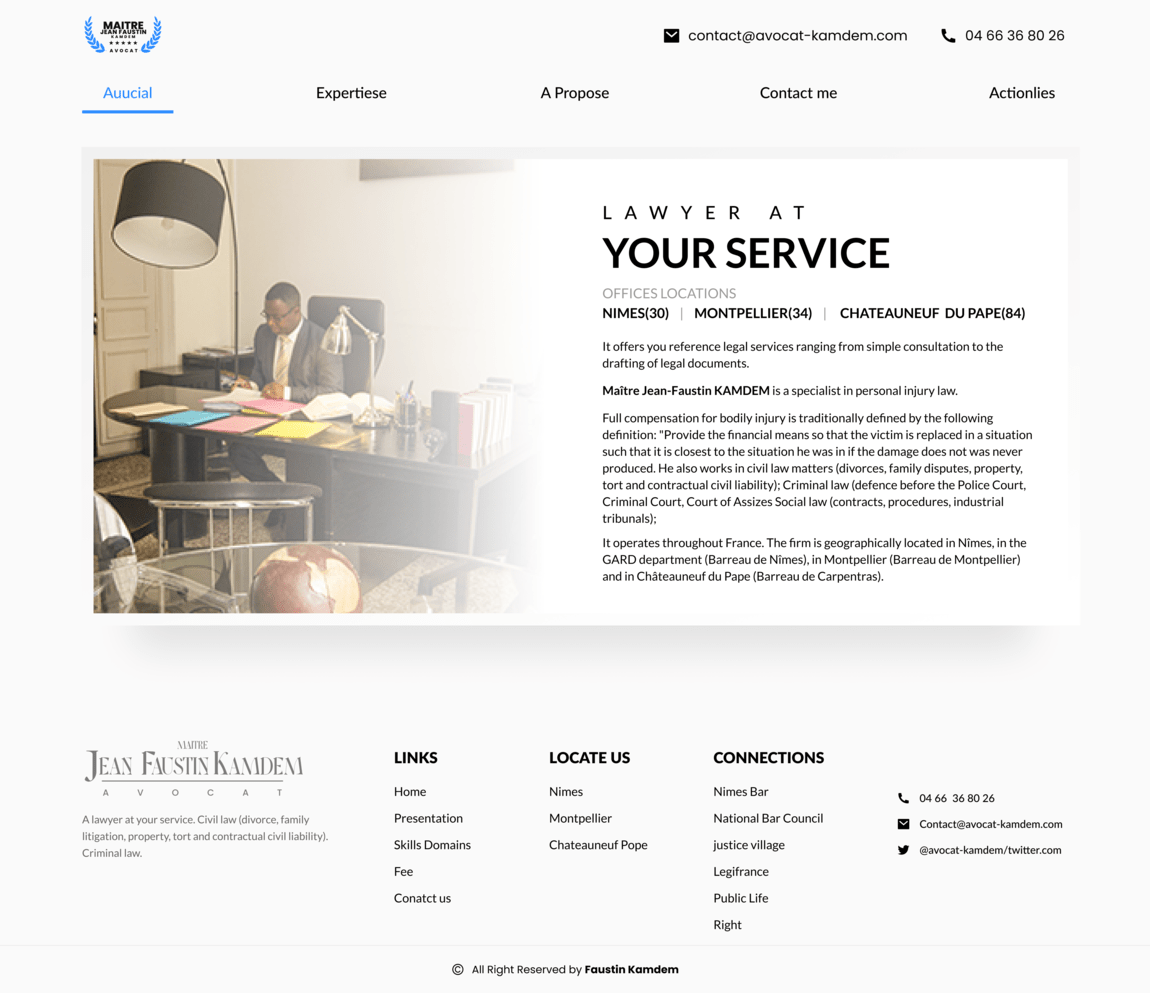 MAITRE
JEAN FAUSTIN
KAMDEM
AVOCAT
contact@avocat-kamdem.com
04 66 36 80 26
Auucial
Expertiese
A Propose
Contact me
Actionlies
LAWYER AT
YOUR SERVICE
OFFICES LOCATIONS
NIMES(30) | MONTPELLIER(34) | CHATEAUNEUF DU PAPE(84)
It offers you reference legal services ranging from simple consultation to the
drafting of legal documents.
Maître Jean-Faustin KAMDEM is a specialist in personal injury law.
Full compensation for bodily injury is traditionally defined by the following
definition: "Provide the financial means so that the victim is replaced in a situation
such that it is closest to the situation he was in if the damage does not was never
produced. He also works in civil law matters (divorces, family disputes, property,
tort and contractual civil liability); Criminal law (defence before the Police Court,
Criminal Court, Court of Assizes Social law (contracts, procedures, industrial
tribunals);
It operates throughout France. The firm is geographically located in Nîmes, in the
GARD department (Barreau de Nîmes), in Montpellier (Barreau de Montpellier)
and in Châteauneuf du Pape (Barreau de Carpentras).
MAITRE
JEAN FAUSTIN KAMDEM
AVOCAT
A lawyer at your service. Civil law (divorce, family
litigation, property, tort and contractual civil liability).
Criminal law.
LINKS
Home
Presentation
Skills Domains
Fee
Conatct us
LOCATE US
Nimes
Montpellier
Chateauneuf Pope
CONNECTIONS
Nimes Bar
National Bar Council
justice village
Legifrance
Public Life
Right
04 66 36 80 26
Contact@avocat-kamdem.com
@avocat-kamdem/twitter.com
© All Right Reserved by Faustin Kamdem